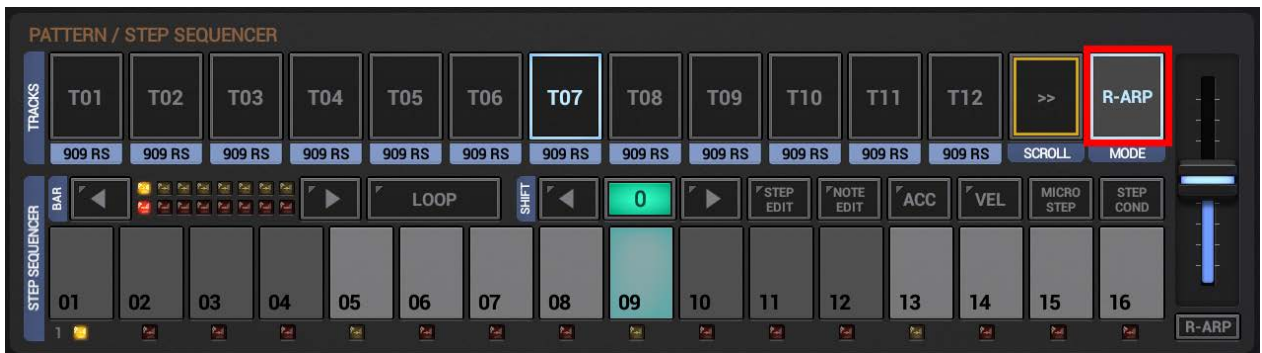 PATTERN / STEP SEQUENCER
TRACKS
T01 T02 T03 T04 T05 T06 T07 T08 T09 T10 T11 T12 >> R-ARP
909 RS 909 RS 909 RS 909 RS 909 RS 909 RS 909 RS 909 RS 909 RS 909 RS 909 RS 909 RS SCROLL MODE
STEP SEQUENCER
BAR LOOP SHIFT 0 STEP EDIT NOTE EDIT ACC VEL MICRO STEP STEP COND
01 02 03 04 05 06 07 08 09 10 11 12 13 14 15 16
1 R-ARP